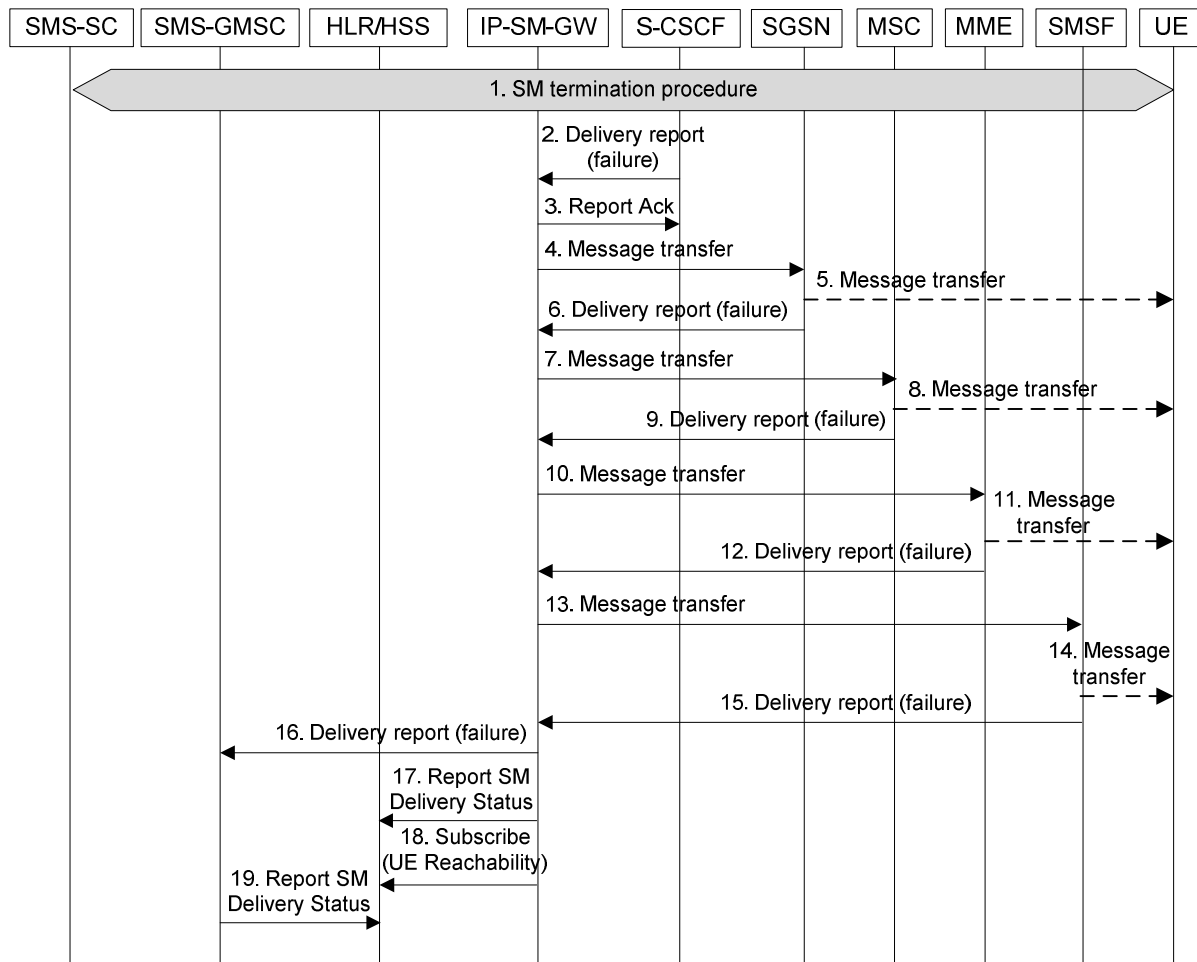 SMS-SC SMS-GMSC HLR/HSS IP-SM-GW S-CSCF SGSN MSC MME SMSF UE
1. SM termination procedure
2. Delivery report
(failure)
3. Report Ack
4. Message transfer
5. Message transfer
6. Delivery report (failure)
7. Message transfer
8. Message transfer
9. Delivery report (failure)
10. Message transfer
11. Message
transfer
12. Delivery report (failure)
13. Message transfer
14. Message
transfer
15. Delivery report (failure)
16. Delivery report (failure)
17. Report SM
Delivery Status
18. Subscribe
(UE Reachability)
19. Report SM
Delivery Status